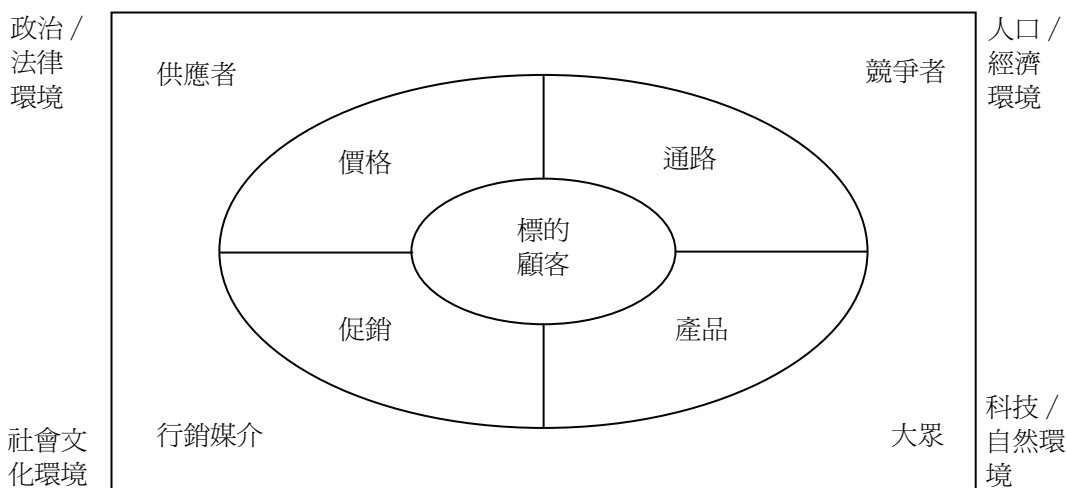 政治 /
法律
環境
供應者
競爭者
人口 /
經濟
環境
價格
通路
標的
顧客
促銷
產品
社會文
化環境
行銷媒介
大眾
科技 /
自然環
境